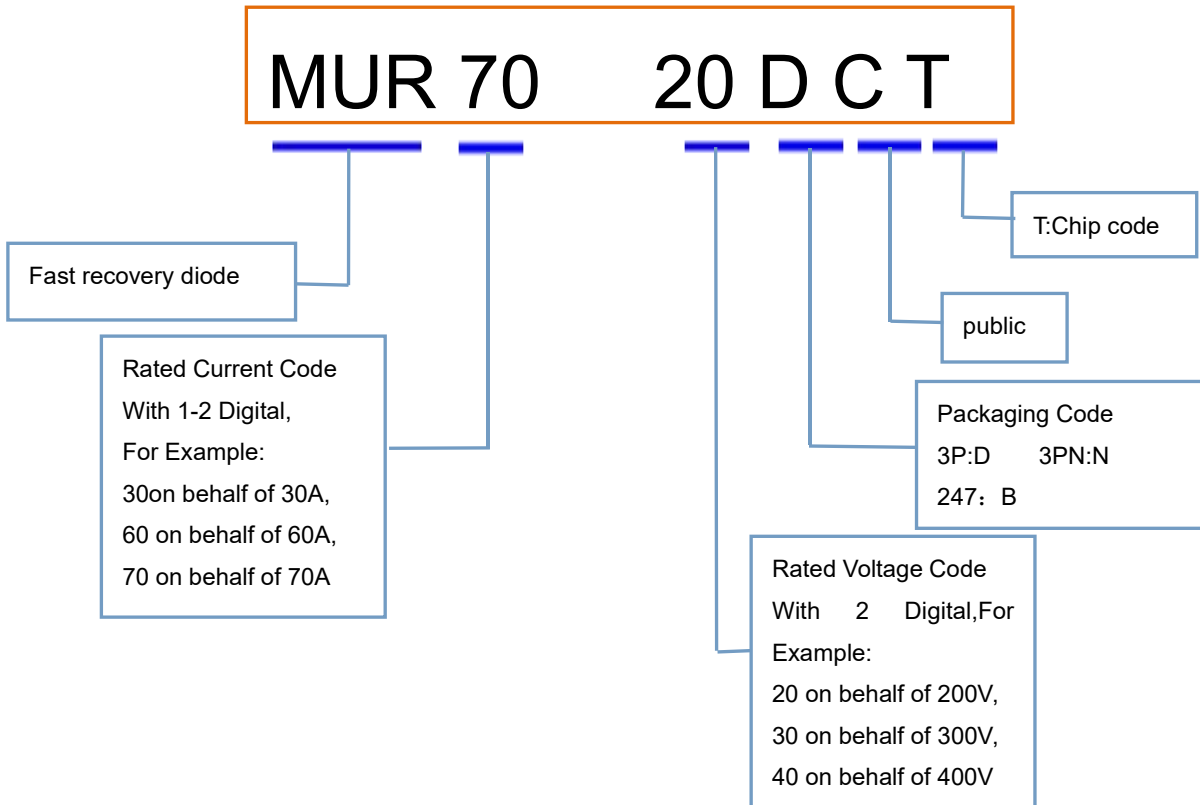 MUR 70 20 D C T
T:Chip code
Fast recovery diode
public
Rated Current Code
With 1-2 Digital,
For Example:
30on behalf of 30A,
60 on behalf of 60A,
70 on behalf of 70A
Packaging Code
3P:D 3PN:N
247：B
Rated Voltage Code
With 2 Digital,For
Example:
20 on behalf of 200V,
30 on behalf of 300V,
40 on behalf of 400V